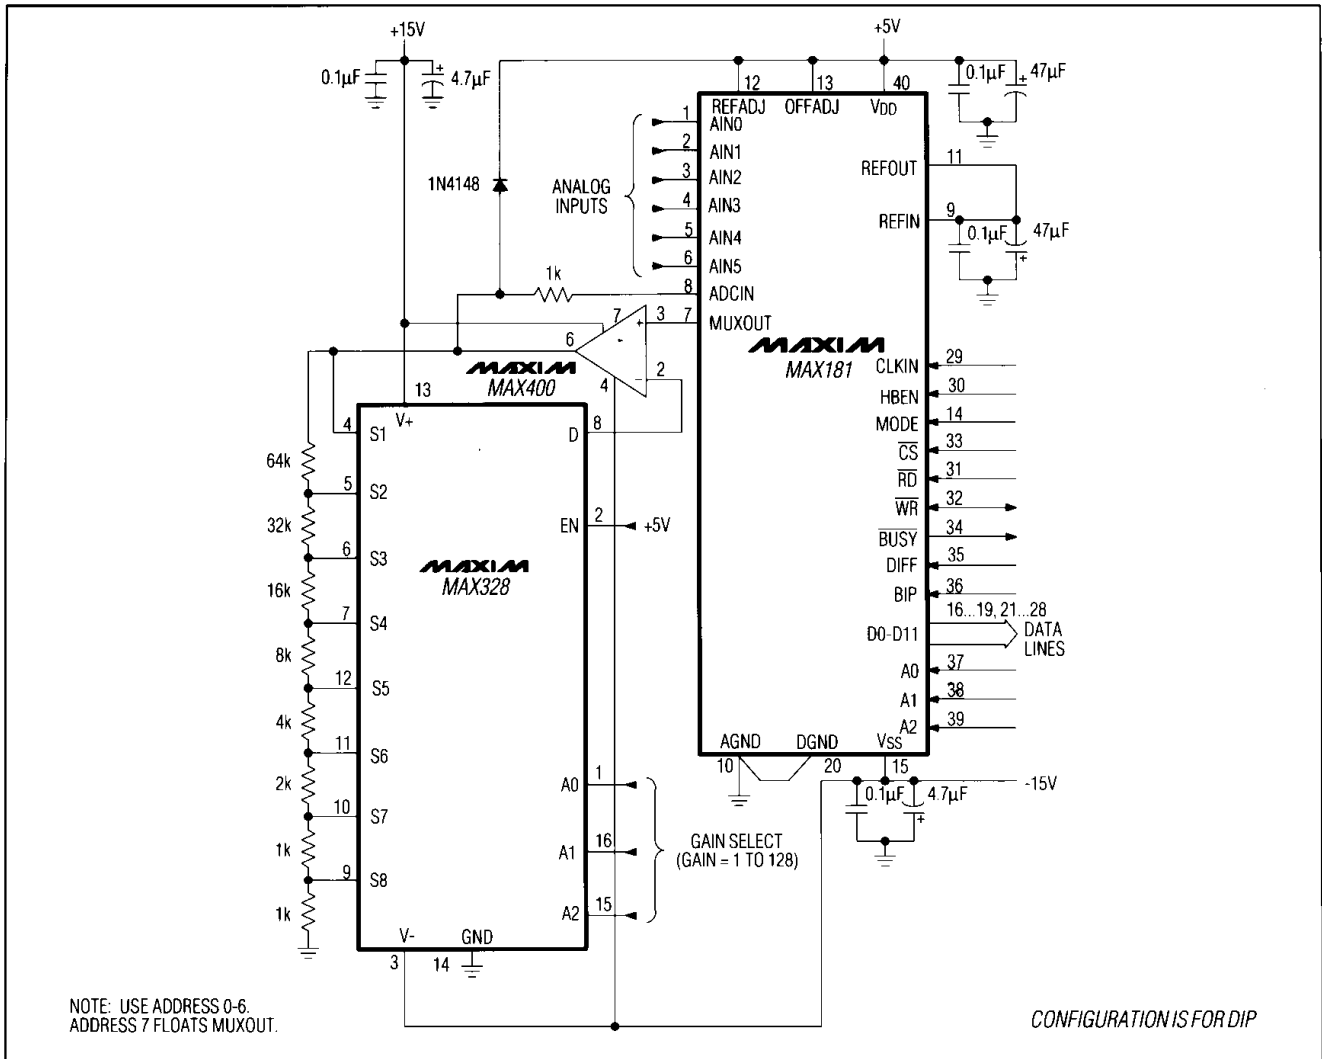 +15V
+5V
0.1µF
4.7µF
0.1µF
47µF
12
13
40
REFADJ
OFFADJ
VDD
1
AIN0
2
AIN1
3
AIN2
4
AIN3
5
AIN4
6
AIN5
ANALOG
INPUTS
1N4148
REFOUT
11
REFIN
9
0.1µF
47µF
1k
8
ADCIN
7
MUXOUT
7
3
6
2
4
MAXIM
MAX400
MAXIM
MAX181
CLKIN
29
HBEN
30
MODE
14
CS
33
RD
31
WR
32
BUSY
34
DIFF
35
BIP
36
16...19, 21...28
D0-D11
DATA
LINES
A0
37
A1
38
A2
39
AGND
DGND
VSS
10
20
15
-15V
0.1µF
4.7µF
13
V+
4
S1
D
8
64k
5
S2
32k
EN
2
+5V
6
S3
MAXIM
MAX328
16k
7
S4
8k
12
S5
4k
11
S6
2k
A0
1
10
S7
1k
A1
16
GAIN SELECT
(GAIN = 1 TO 128)
9
S8
1k
A2
15
V-
GND
3
14
NOTE: USE ADDRESS 0-6.
ADDRESS 7 FLOATS MUXOUT.
CONFIGURATION IS FOR DIP